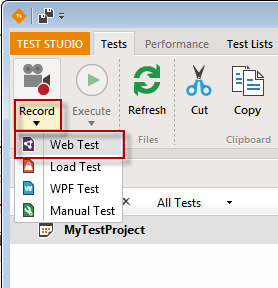 TS
TEST STUDIO Tests Performance Test Lists
Record Execute Refresh Cut Copy
Files Clipboard
Web Test
Load Test
WPF Test
Manual Test
All Tests
MyTestProject